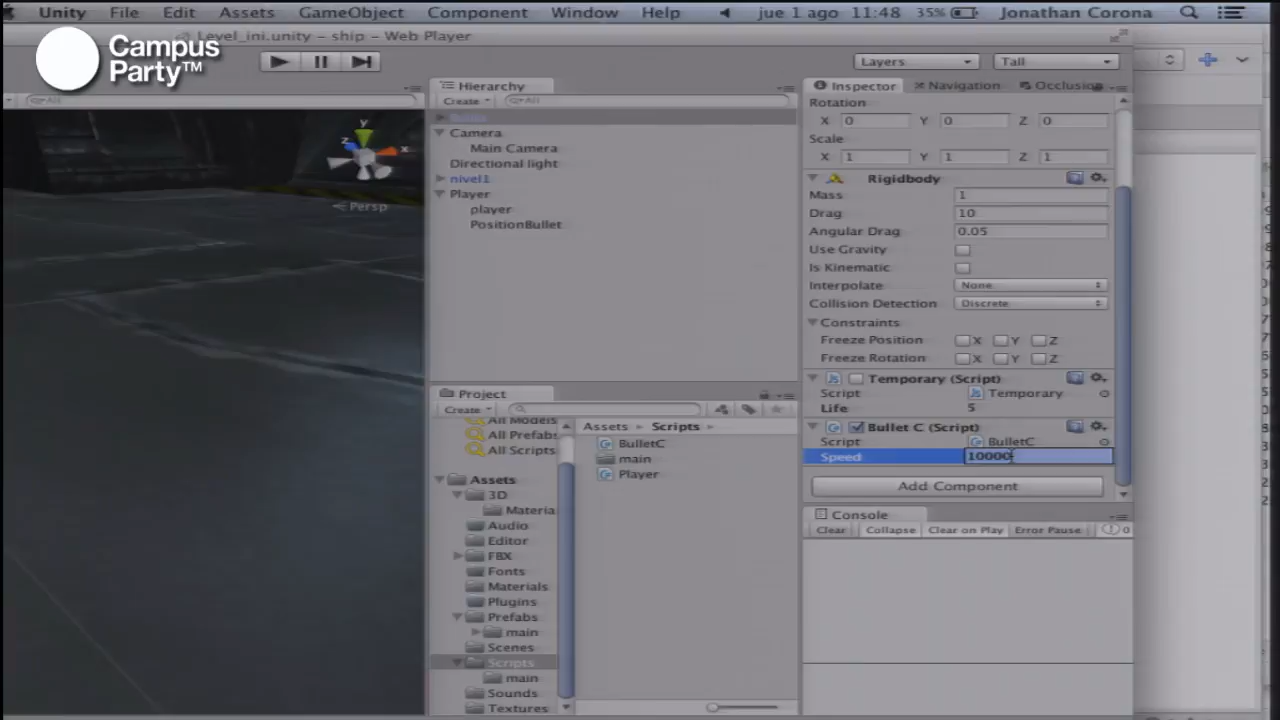 Unity File Edit Assets GameObject Component Window Help jue 1 ago 11:48 35% Jonathan Corona
Level_ini.unity – ship – Web Player
Campus
Party™
Layers Tall
Hierarchy
Create All
Camera
Main Camera
Directional light
nivel1
Player
player
PositionBullet
All
y
z
x
Persp
Inspector Navigation Occlusion
Rotation
X 0 Y 0 Z 0
Scale
X 1 Y 1 Z 1
Rigidbody
Mass 1
Drag 10
Angular Drag 0.05
Use Gravity
Is Kinematic
Interpolate None
Collision Detection Discrete
Constraints
Freeze Position X Y Z
Freeze Rotation X Y Z
Temporary (Script)
Script Temporary
Life 5
Bullet C (Script)
Script BulletC
Speed 10000
Add Component
Project
Create
All Models
All Prefabs
All Scripts
Assets
3D
Materia
Audio
Editor
FBX
Fonts
Materials
Plugins
Prefabs
main
Scenes
Scripts
main
Sounds
Textures
Assets Scripts
BulletC
main
Player
Console
Clear Collapse Clear on Play Error Pause 0